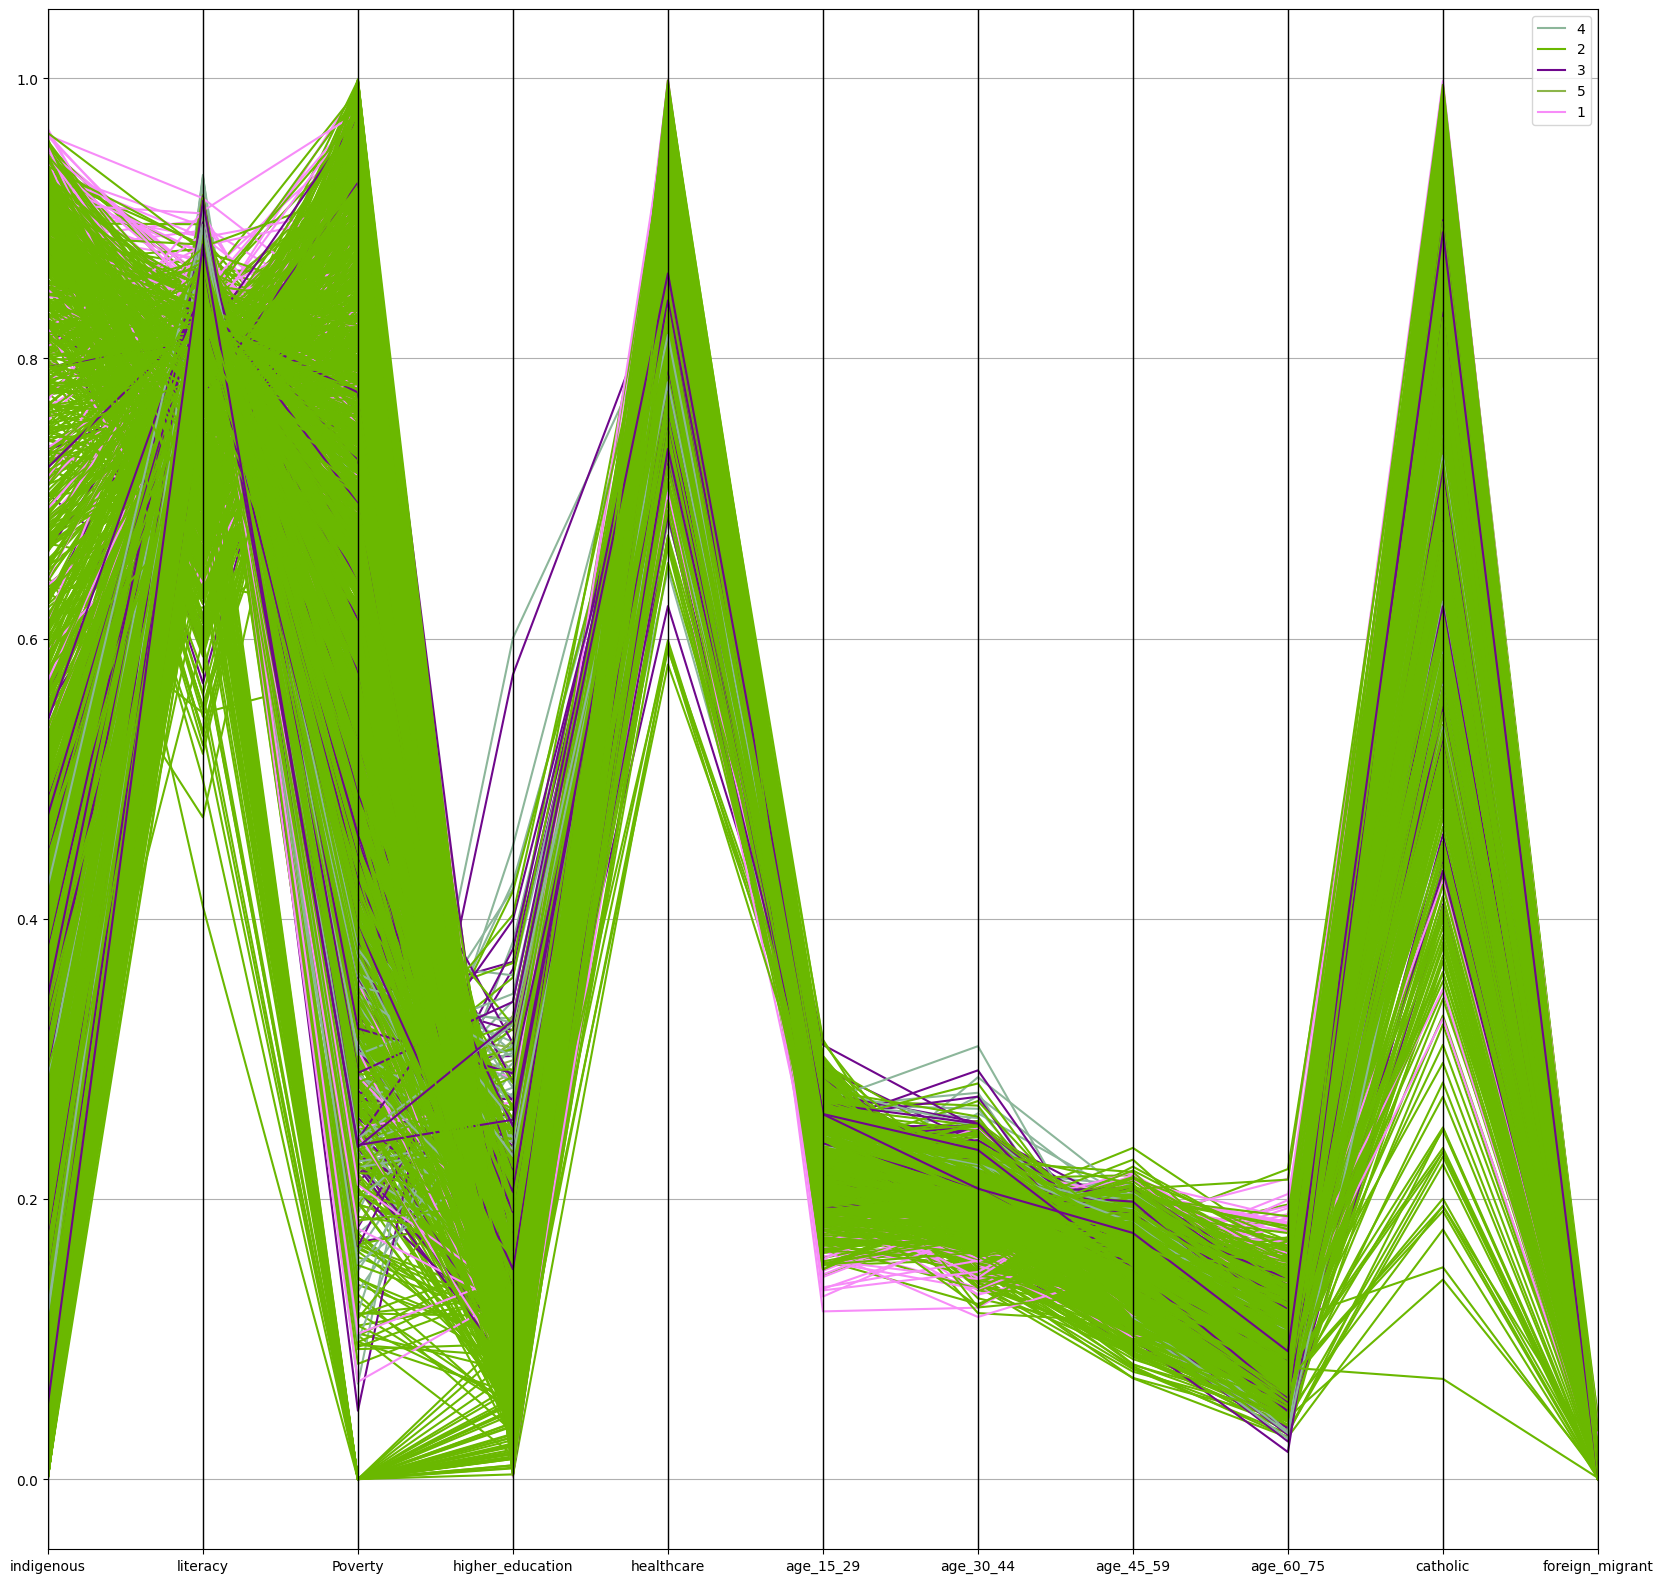 1.0
0.8
0.6
0.4
0.2
0.0
4
2
3
5
1
indigenous
literacy
Poverty
higher_education
healthcare
age_15_29
age_30_44
age_45_59
age_60_75
catholic
foreign_migrant